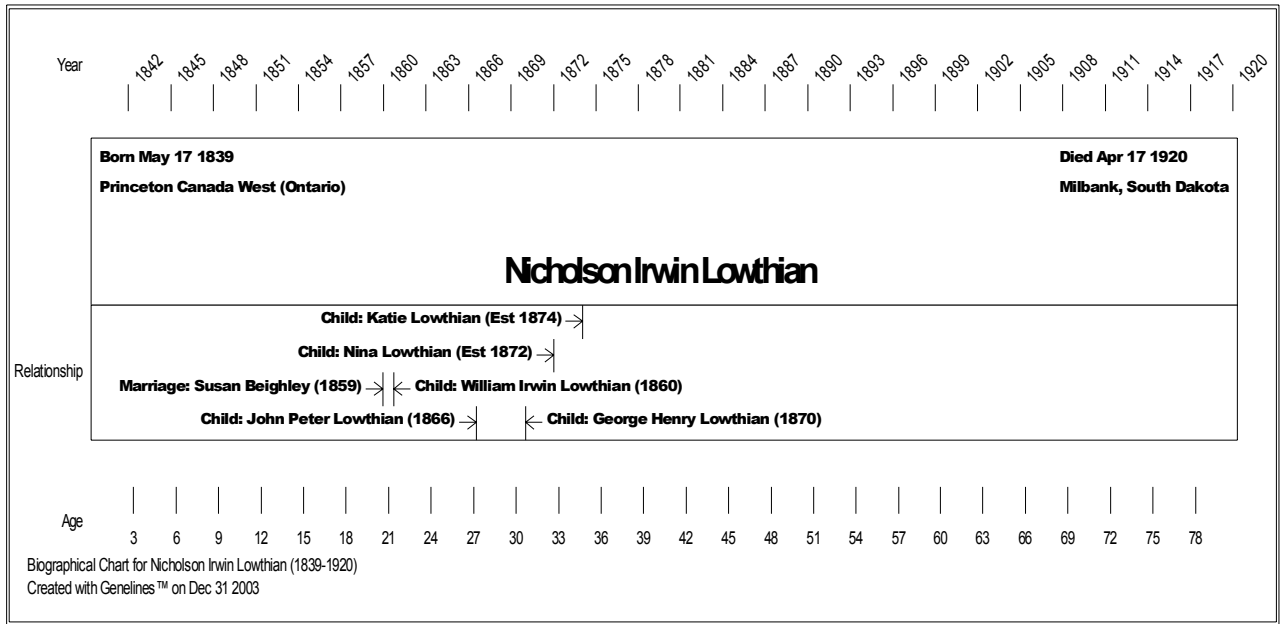 Year 1842 1845 1848 1851 1854 1857 1860 1863 1866 1869 1872 1875 1878 1881 1884 1887 1890 1893 1896 1899 1902 1905 1908 1911 1914 1917 1920
Born May 17 1839 Died Apr 17 1920
Princeton Canada West (Ontario) Milbank, South Dakota
Nicholson Irwin Lowthian
Child: Katie Lowthian (Est 1874)
Child: Nina Lowthian (Est 1872)
Relationship
Marriage: Susan Beighley (1859) Child: William Irwin Lowthian (1860)
Child: John Peter Lowthian (1866) Child: George Henry Lowthian (1870)
Age
3 6 9 12 15 18 21 24 27 30 33 36 39 42 45 48 51 54 57 60 63 66 69 72 75 78
Biographical Chart for Nicholson Irwin Lowthian (1839-1920)
Created with Genelines™ on Dec 31 2003